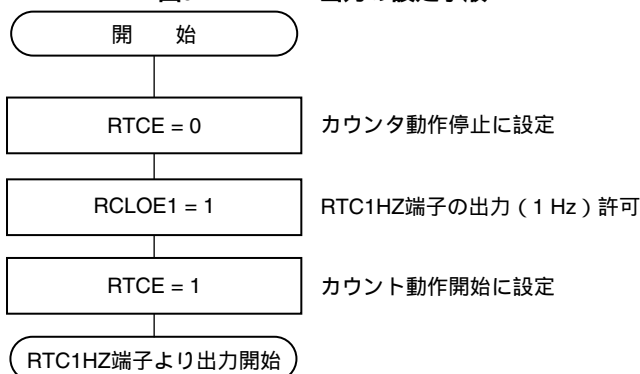 開　始
RTCE = 0　カウンタ動作停止に設定
RCLOE1 = 1　RTC1HZ端子の出力（1 Hz）許可
RTCE = 1　カウント動作開始に設定
RTC1HZ端子より出力開始